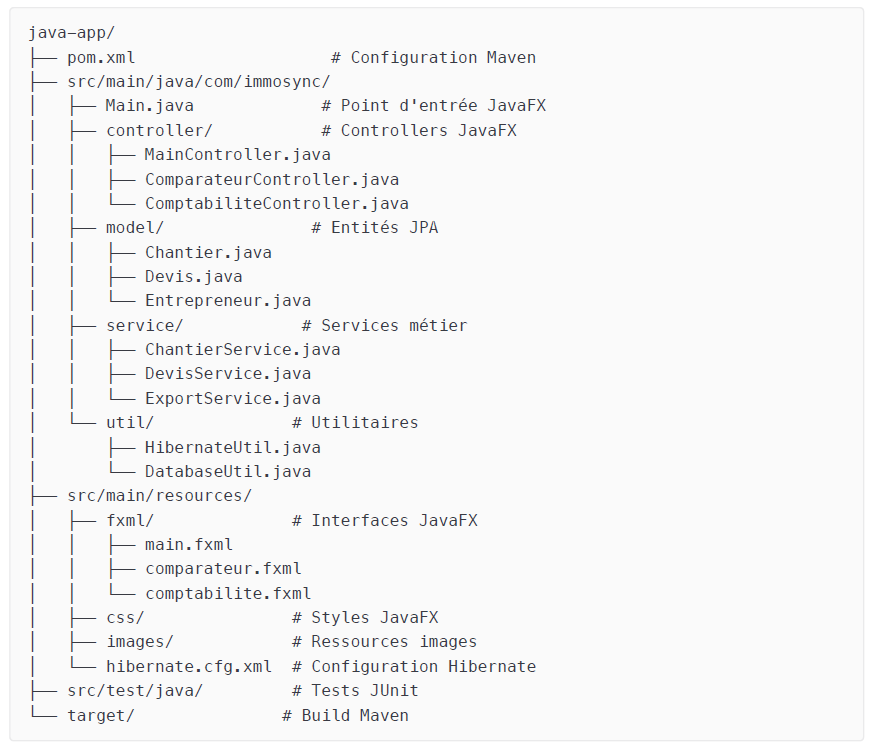 java-app/
├── pom.xml                    # Configuration Maven
├── src/main/java/com/immosync/
│   ├── Main.java             # Point d'entrée JavaFX
│   ├── controller/           # Controllers JavaFX
│   │   ├── MainController.java
│   │   ├── ComparateurController.java
│   │   └── ComptabiliteController.java
│   ├── model/               # Entités JPA
│   │   ├── Chantier.java
│   │   ├── Devis.java
│   │   └── Entrepreneur.java
│   ├── service/            # Services métier
│   │   ├── ChantierService.java
│   │   ├── DevisService.java
│   │   └── ExportService.java
│   └── util/              # Utilitaires
│       ├── HibernateUtil.java
│       └── DatabaseUtil.java
├── src/main/resources/
│   ├── fxml/              # Interfaces JavaFX
│   │   ├── main.fxml
│   │   ├── comparateur.fxml
│   │   └── comptabilite.fxml
│   ├── css/               # Styles JavaFX
│   ├── images/            # Ressources images
│   └── hibernate.cfg.xml  # Configuration Hibernate
├── src/test/java/         # Tests JUnit
└── target/               # Build Maven